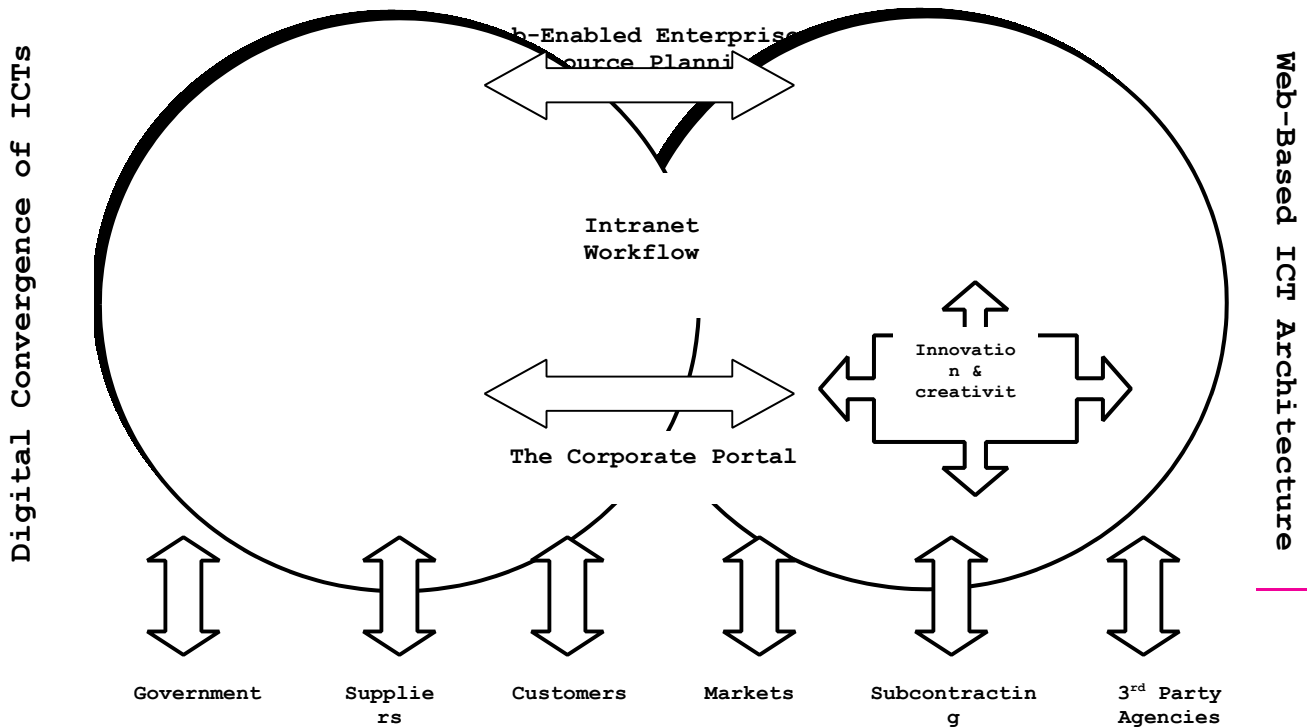 Digital Convergence of ICTs
b-Enabled Enterprise
ource Planni
Intranet
Workflow
Innovatio
n &
creativit
The Corporate Portal
Web-Based ICT Architecture
Government
Supplie
rs
Customers
Markets
Subcontractin
g
3rd Party
Agencies